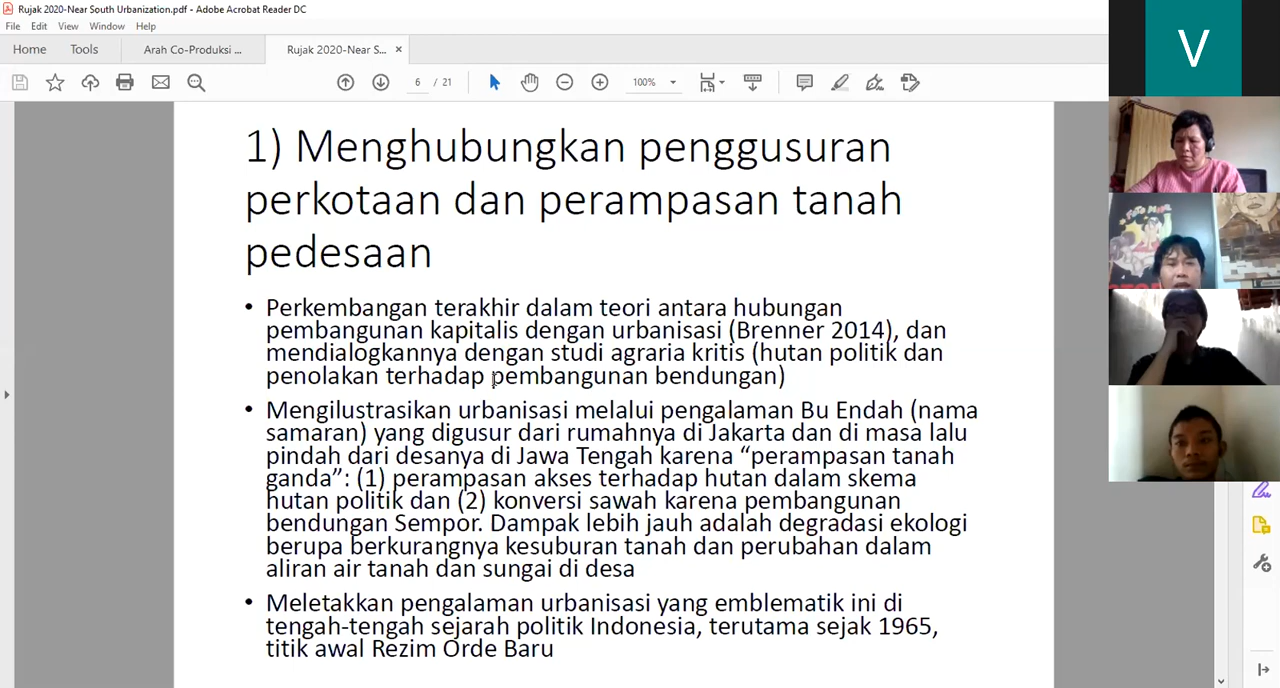 Rujak 2020-Near South Urbanization.pdf - Adobe Acrobat Reader DC
File Edit View Window Help
Home Tools Arah Co-Produksi ... Rujak 2020-Near S... ×
6 / 21 100%
1) Menghubungkan penggusuran
perkotaan dan perampasan tanah
pedesaan
• Perkembangan terakhir dalam teori antara hubungan
pembangunan kapitalis dengan urbanisasi (Brenner 2014), dan
mendialogkannya dengan studi agraria kritis (hutan politik dan
penolakan terhadap pembangunan bendungan)
• Mengilustrasikan urbanisasi melalui pengalaman Bu Endah (nama
samaran) yang digusur dari rumahnya di Jakarta dan di masa lalu
pindah dari desanya di Jawa Tengah karena “perampasan tanah
ganda”: (1) perampasan akses terhadap hutan dalam skema
hutan politik dan (2) konversi sawah karena pembangunan
bendungan Sempor. Dampak lebih jauh adalah degradasi ekologi
berupa berkurangnya kesuburan tanah dan perubahan dalam
aliran air tanah dan sungai di desa
• Meletakkan pengalaman urbanisasi yang emblematik ini di
tengah-tengah sejarah politik Indonesia, terutama sejak 1965,
titik awal Rezim Orde Baru
V